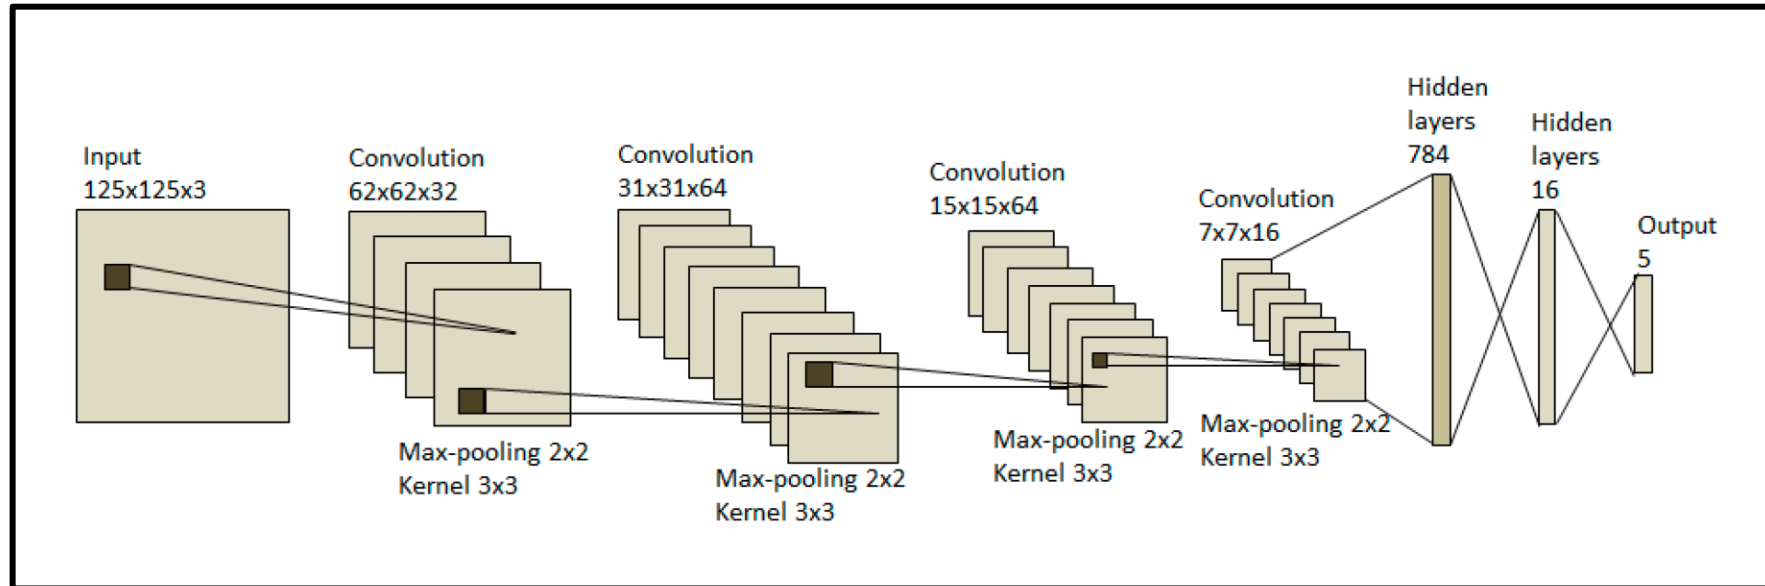 Input
125x125x3
Convolution
62x62x32
Max-pooling 2x2
Kernel 3x3
Convolution
31x31x64
Max-pooling 2x2
Kernel 3x3
Convolution
15x15x64
Max-pooling 2x2
Kernel 3x3
Convolution
7x7x16
Max-pooling 2x2
Kernel 3x3
Hidden
layers
784
Hidden
layers
16
Output
5